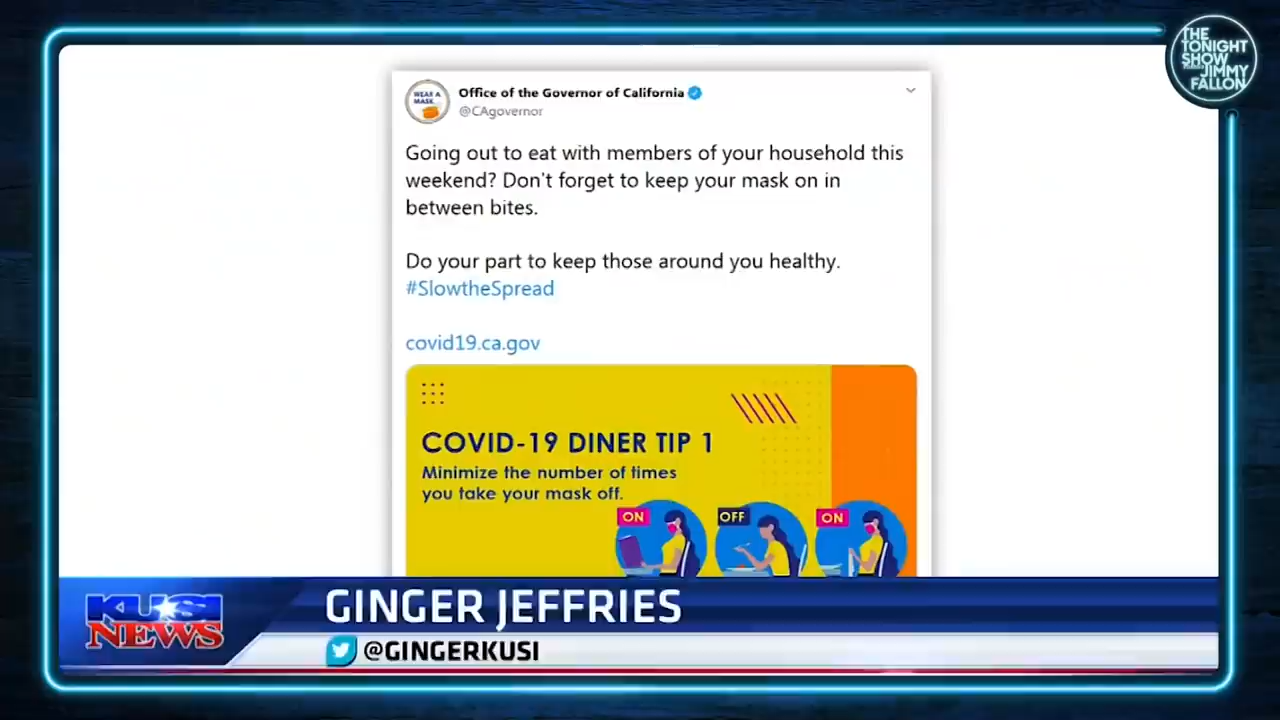 THE
TONIGHT
SHOW
JIMMY
FALLON
WEAR A
MASK
Office of the Governor of California
@CAgovernor
Going out to eat with members of your household this
weekend? Don't forget to keep your mask on in
between bites.
Do your part to keep those around you healthy.
#SlowtheSpread
covid19.ca.gov
COVID-19 DINER TIP 1
Minimize the number of times
you take your mask off.
ON
OFF
ON
KUSI
NEWS
GINGER JEFFRIES
@GINGERKUSI